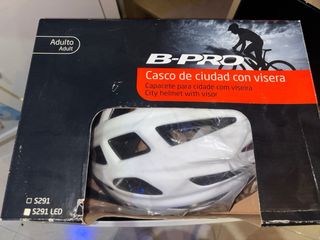 Adulto
Adult
B-PRO
Casco de ciudad con visera
Capacete para cidade com viseira
City helmet with visor
S291
S291 LED